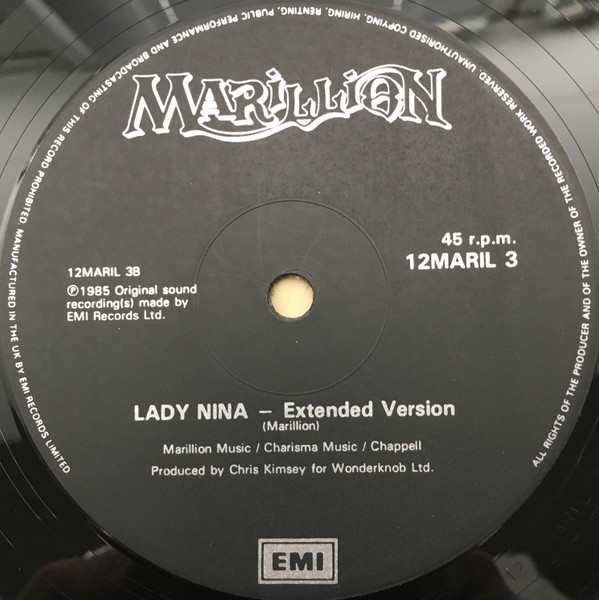 MARILLION
45 r.p.m.
12MARIL 3
12MARIL 3B
Ⓟ1985 Original sound
recording(s) made by
EMI Records Ltd.
LADY NINA – Extended Version
(Marillion)
Marillion Music / Charisma Music / Chappell
Produced by Chris Kimsey for Wonderknob Ltd.
EMI
ALL RIGHTS OF THE PRODUCER AND OF THE OWNER OF THE RECORDED WORK RESERVED. UNAUTHORISED COPYING, HIRING, RENTING, PUBLIC PERFORMANCE AND BROADCASTING OF THIS RECORD PROHIBITED. MANUFACTURED IN THE UK BY EMI RECORDS LIMITED